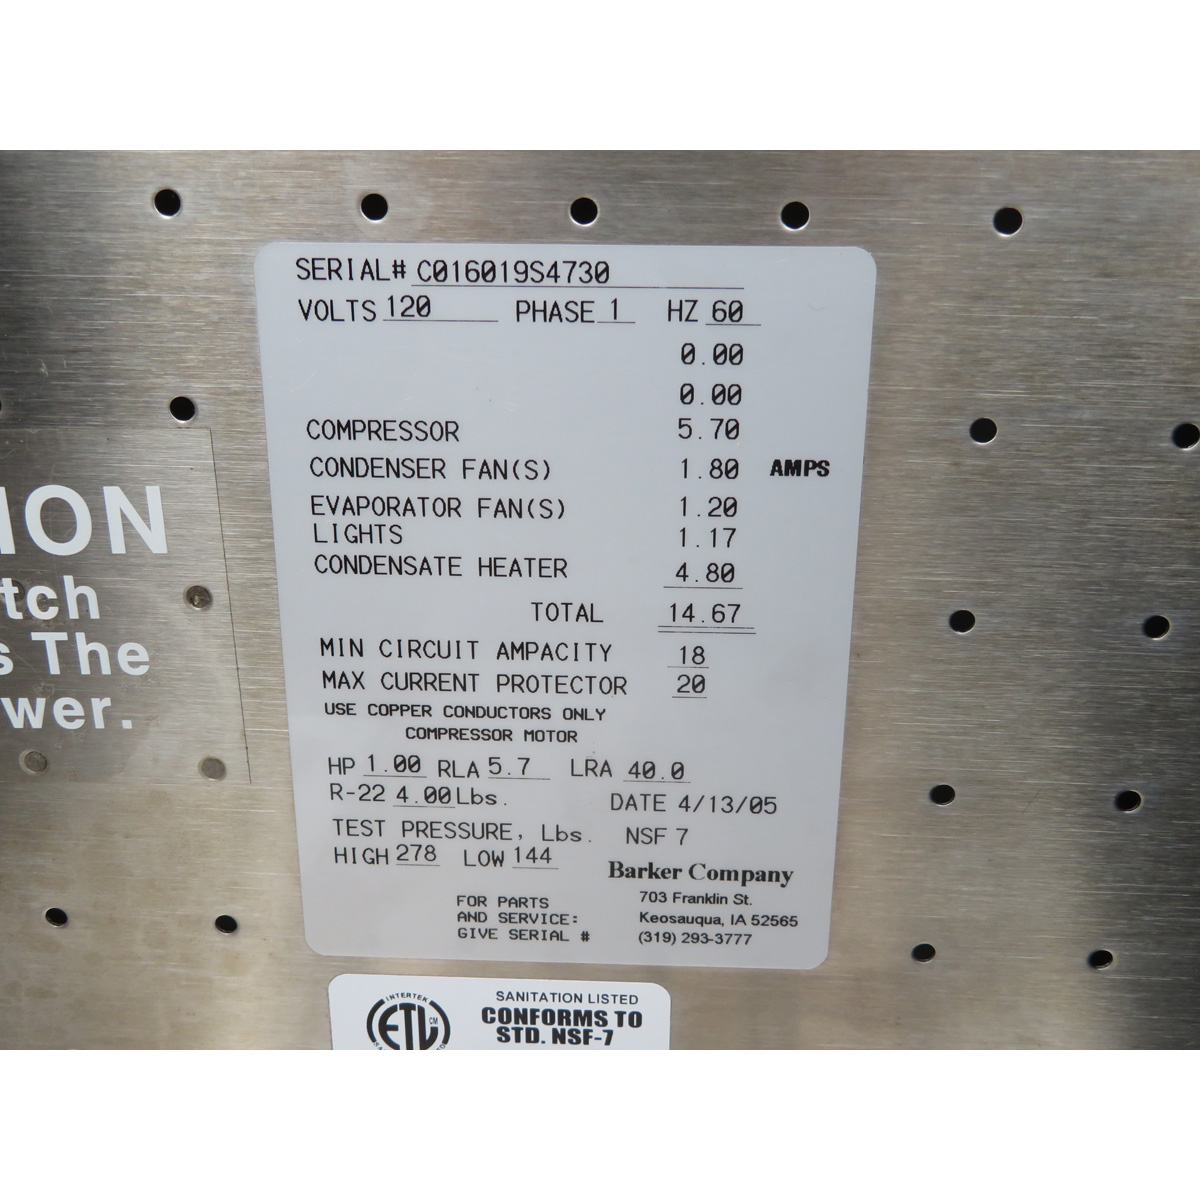 SERIAL# C016019S4730
VOLTS 120 PHASE 1 HZ 60
0.00
0.00
COMPRESSOR 5.70
CONDENSER FAN(S) 1.80 AMPS
EVAPORATOR FAN(S) 1.20
LIGHTS 1.17
CONDENSATE HEATER 4.80
TOTAL 14.67
MIN CIRCUIT AMPACITY 18
MAX CURRENT PROTECTOR 20
USE COPPER CONDUCTORS ONLY
COMPRESSOR MOTOR
HP 1.00 RLA 5.7 LRA 40.0
R-22 4.00 Lbs. DATE 4/13/05
TEST PRESSURE, Lbs. NSF 7
HIGH 278 LOW 144
Barker Company
703 Franklin St.
Keosauqua, IA 52565
(319) 293-3777
FOR PARTS
AND SERVICE:
GIVE SERIAL #
ION
tch
s The
wer.
INTERTEK
ETL CM
SANITATION LISTED
CONFORMS TO
STD. NSF-7